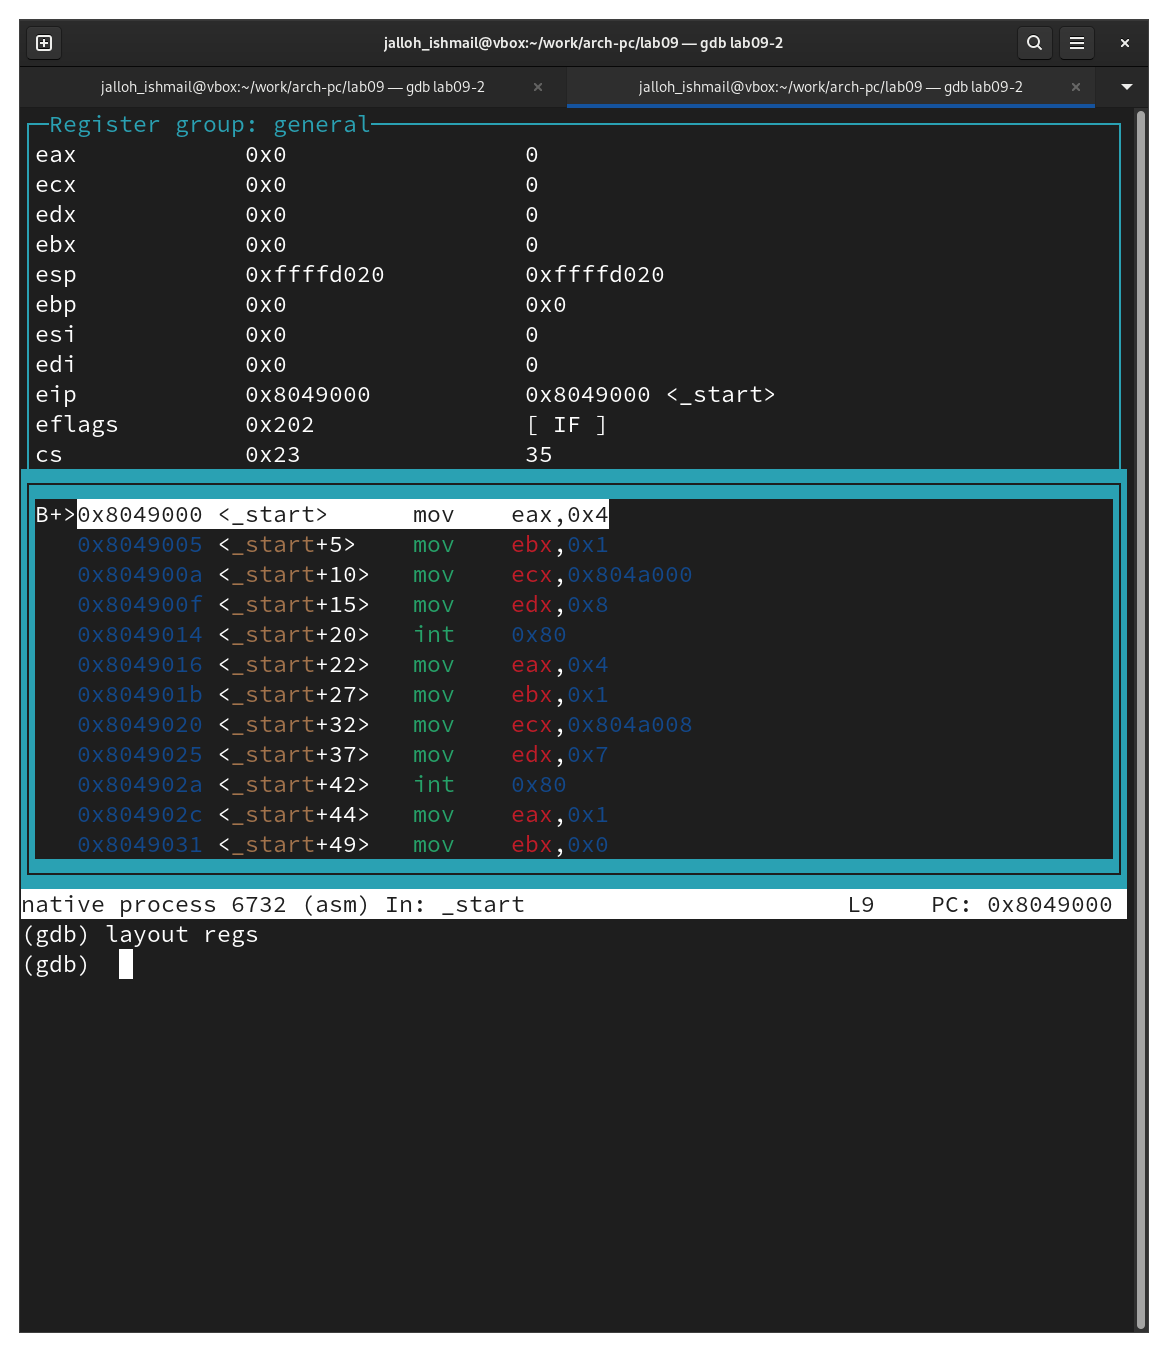 jalloh_ishmail@vbox:~/work/arch-pc/lab09 — gdb lab09-2
jalloh_ishmail@vbox:~/work/arch-pc/lab09 — gdb lab09-2 × jalloh_ishmail@vbox:~/work/arch-pc/lab09 — gdb lab09-2 ×
Register group: general
eax 0x0 0
ecx 0x0 0
edx 0x0 0
ebx 0x0 0
esp 0xffffd020 0xffffd020
ebp 0x0 0x0
esi 0x0 0
edi 0x0 0
eip 0x8049000 0x8049000 <_start>
eflags 0x202 [ IF ]
cs 0x23 35
B+>0x8049000 <_start> mov eax,0x4
0x8049005 <_start+5> mov ebx,0x1
0x804900a <_start+10> mov ecx,0x804a000
0x804900f <_start+15> mov edx,0x8
0x8049014 <_start+20> int 0x80
0x8049016 <_start+22> mov eax,0x4
0x804901b <_start+27> mov ebx,0x1
0x8049020 <_start+32> mov ecx,0x804a008
0x8049025 <_start+37> mov edx,0x7
0x804902a <_start+42> int 0x80
0x804902c <_start+44> mov eax,0x1
0x8049031 <_start+49> mov ebx,0x0
native process 6732 (asm) In: _start L9 PC: 0x8049000
(gdb) layout regs
(gdb)